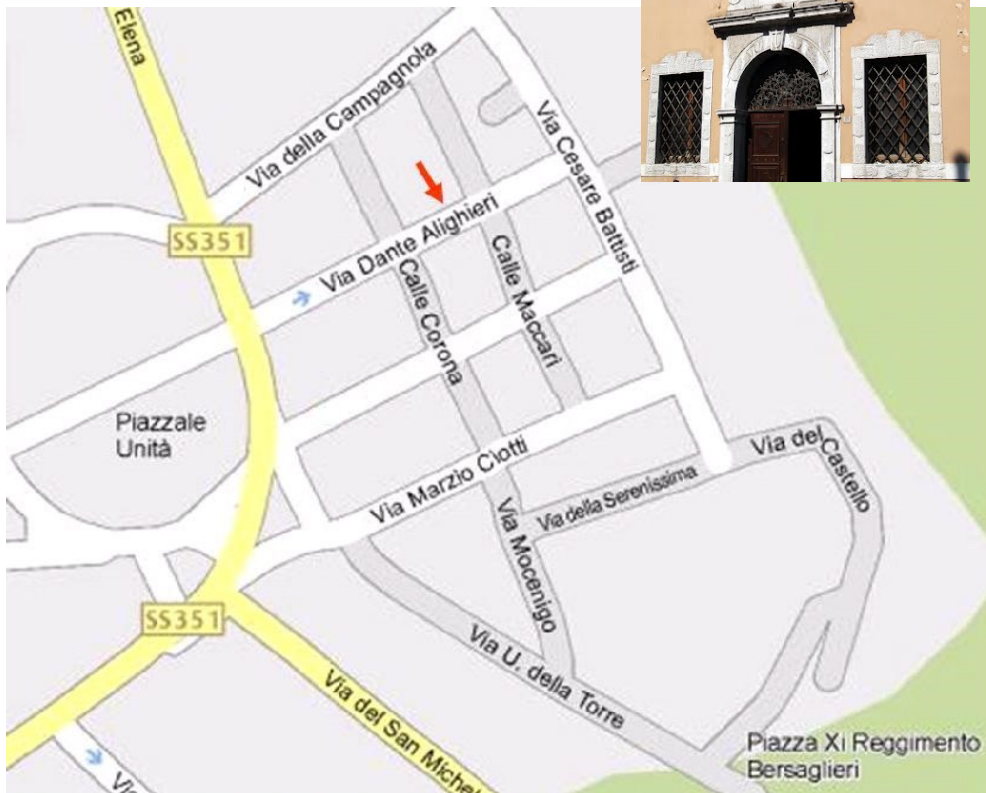 Elena
Via della Campagnola
Via Cesare Battisti
SS351
Via Dante Alighieri
Calle Maccari
Calle Corona
Piazzale
Unità
Via Marzio Ciotti
Via del
Castello
Via della Serenissima
Via Mocenigo
SS351
Via U. della Torre
Via del San Michel
Piazza Xi Reggimento
Bersaglieri